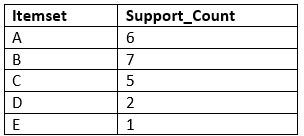 Itemset Support_Count
A 6
B 7
C 5
D 2
E 1